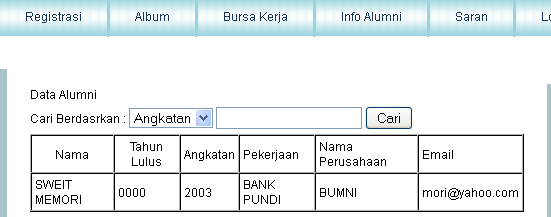 Registrasi Album Bursa Kerja Info Alumni Saran
Data Alumni
Cari Berdasrkan : Angkatan Cari
Nama Tahun Lulus Angkatan Pekerjaan Nama Perusahaan Email
SWEIT MEMORI 0000 2003 BANK PUNDI BUMNI mori@yahoo.com